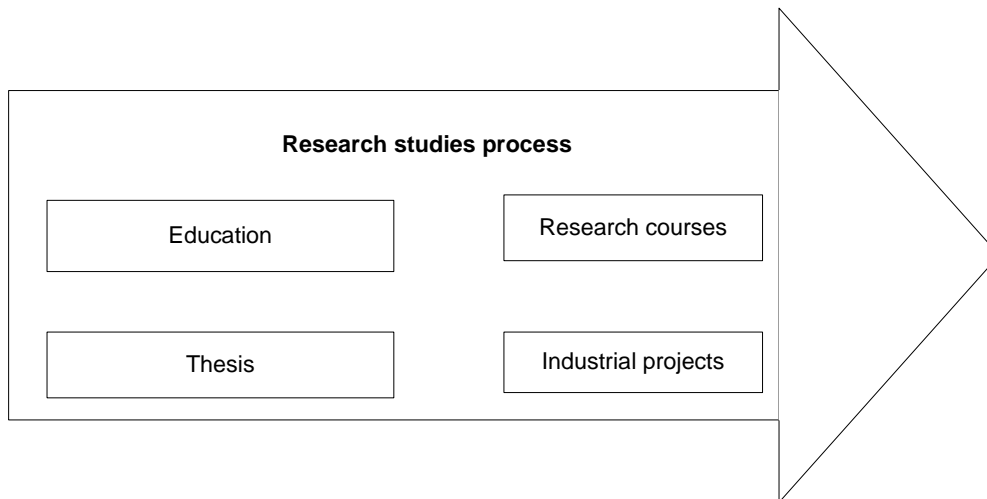 Research studies process
Education
Research courses
Thesis
Industrial projects